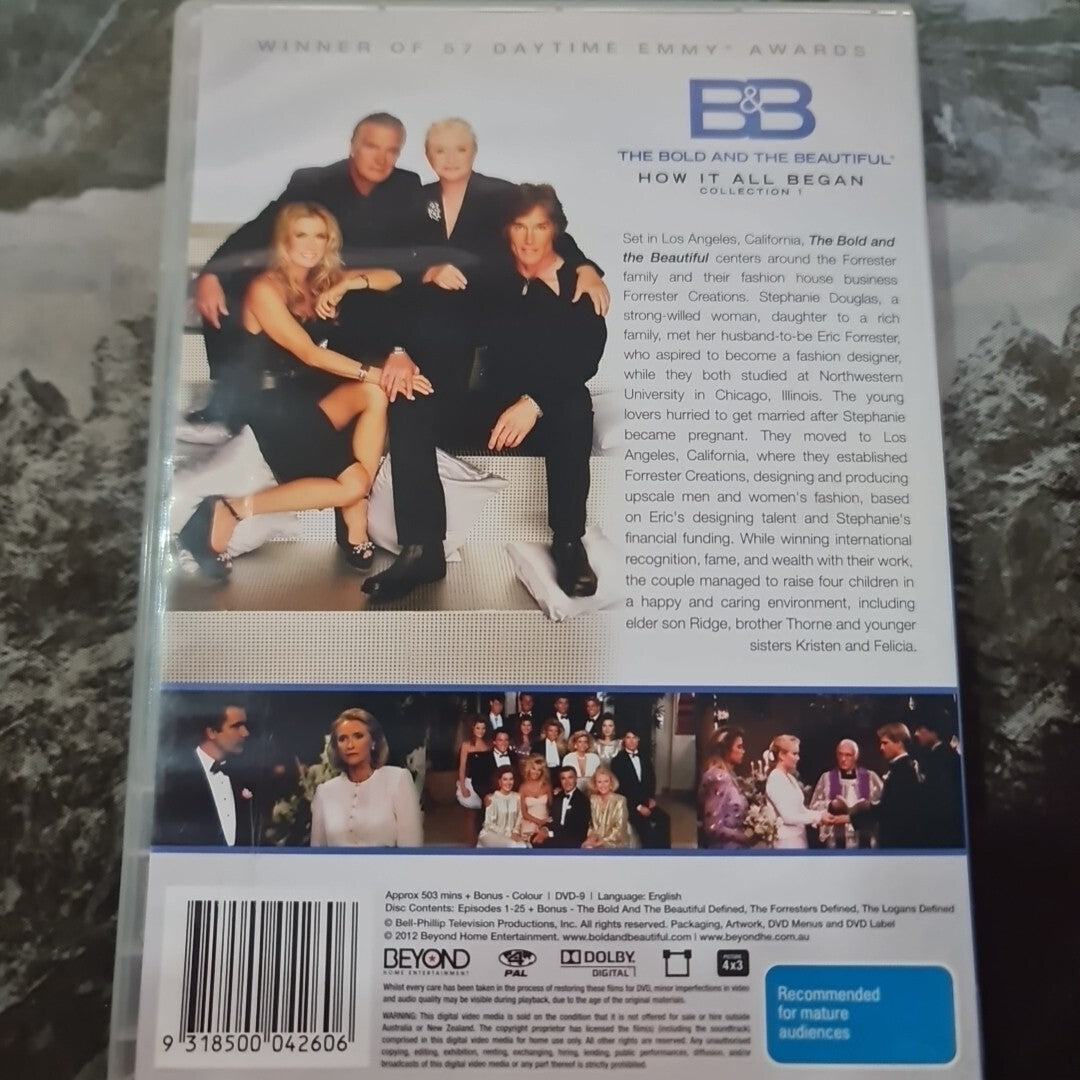 WINNER OF 57 DAYTIME EMMY® AWARDS
B&B
THE BOLD AND THE BEAUTIFUL®
HOW IT ALL BEGAN
COLLECTION 1
Set in Los Angeles, California, The Bold and
the Beautiful centers around the Forrester
family and their fashion house business
Forrester Creations. Stephanie Douglas, a
strong-willed woman, daughter to a rich
family, met her husband-to-be Eric Forrester,
who aspired to become a fashion designer,
while they both studied at Northwestern
University in Chicago, Illinois. The young
lovers hurried to get married after Stephanie
became pregnant. They moved to Los
Angeles, California, where they established
Forrester Creations, designing and producing
upscale men and women's fashion, based
on Eric's designing talent and Stephanie's
financial funding. While winning international
recognition, fame, and wealth with their work,
the couple managed to raise four children in
a happy and caring environment, including
elder son Ridge, brother Thorne and younger
sisters Kristen and Felicia.
Approx 503 mins + Bonus - Colour | DVD-9 | Language: English
Disc Contents: Episodes 1-25 + Bonus - The Bold And The Beautiful Defined, The Forresters Defined, The Logans Defined
© Bell-Phillip Television Productions, Inc. All rights reserved. Packaging, Artwork, DVD Menus and DVD Label
© 2012 Beyond Home Entertainment. www.boldandbeautiful.com | www.beyondhe.com.au
BEYOND
HOME ENTERTAINMENT
4
PAL
DOLBY
DIGITAL
PICTURE
4x3
Whilst every care has been taken in the process of restoring these films for DVD, minor imperfections in video
and audio quality may be visible during playback, due to the age of the original materials.
WARNING: This digital video media is sold on the condition that it is not offered for sale or hire outside
Australia or New Zealand. The copyright proprietor has licensed the film(s) (including the soundtrack)
comprised in this digital video media for home use only. All other rights are reserved. Any unauthorised
copying, editing, exhibition, renting, exchanging, hiring, lending, public performances, diffusion, and/or
broadcasts of this digital video media or any part thereof is strictly prohibited.
Recommended
for mature
audiences
9 318500 042606